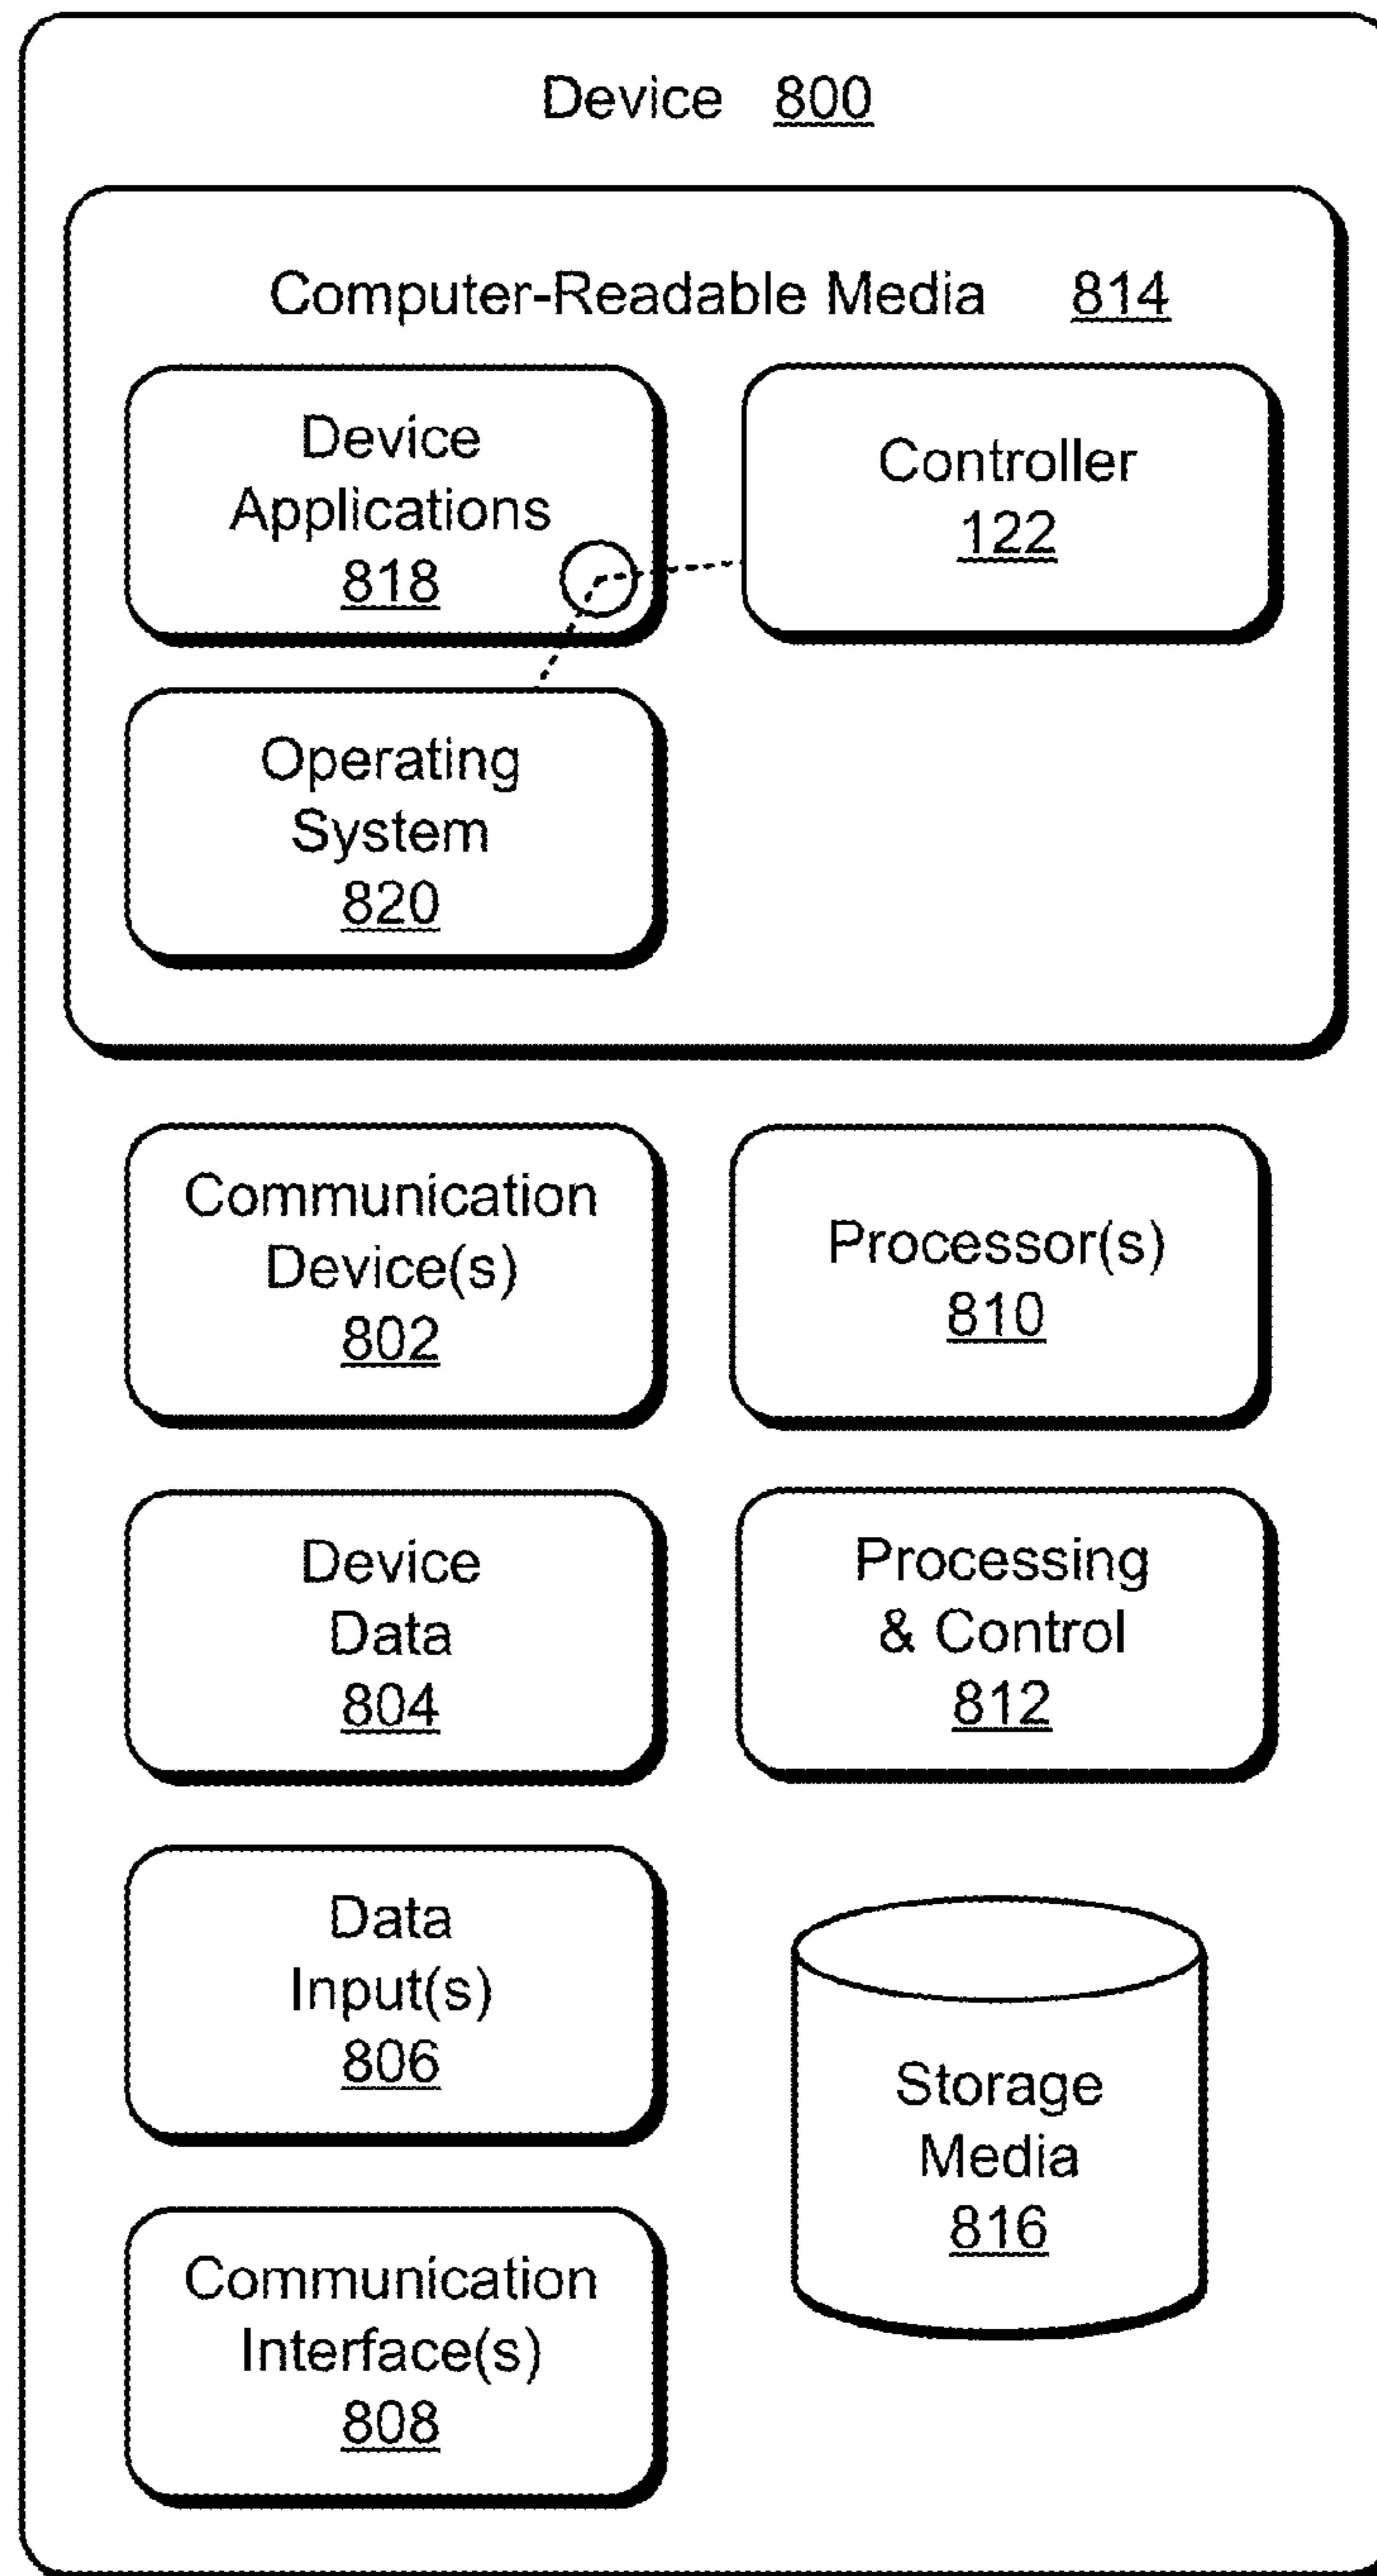 Device 800
Computer-Readable Media 814
Device
Applications
818
Controller
122
Operating
System
820
Communication
Device(s)
802
Processor(s)
810
Device
Data
804
Processing
& Control
812
Data
Input(s)
806
Storage
Media
816
Communication
Interface(s)
808